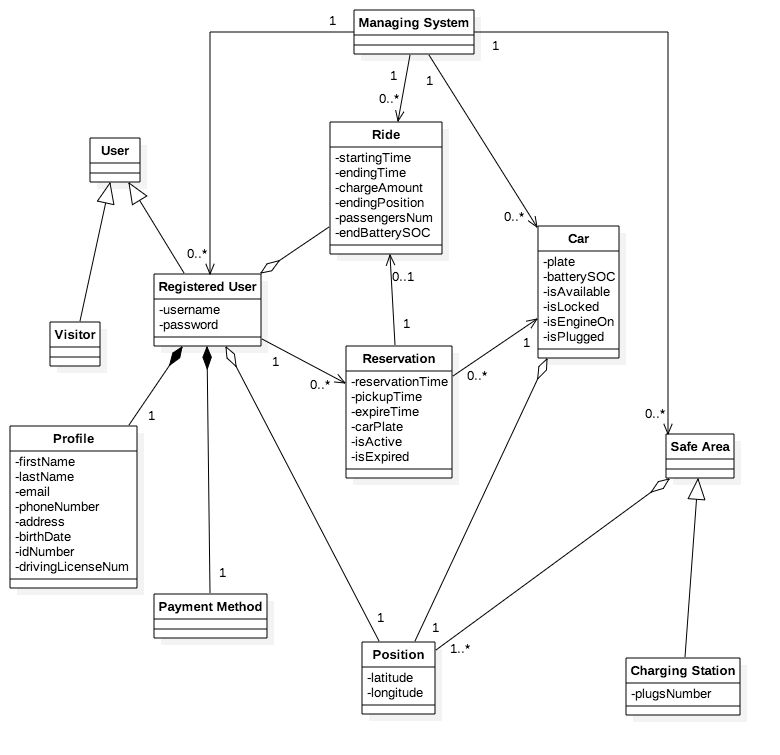 Managing System
1
1
1
1
0..*
Ride
-startingTime
-endingTime
-chargeAmount
-endingPosition
-passengersNum
-endBatterySOC
User
0..*
Car
-plate
-batterySOC
-isAvailable
-isLocked
-isEngineOn
-isPlugged
0..*
Registered User
-username
-password
0..1
1
Visitor
1
0..*
Reservation
-reservationTime
-pickupTime
-expireTime
-carPlate
-isActive
-isExpired
0..*
1
0..*
Safe Area
1
Profile
-firstName
-lastName
-email
-phoneNumber
-address
-birthDate
-idNumber
-drivingLicenseNum
1
Payment Method
1
1
1..*
Position
-latitude
-longitude
Charging Station
-plugsNumber